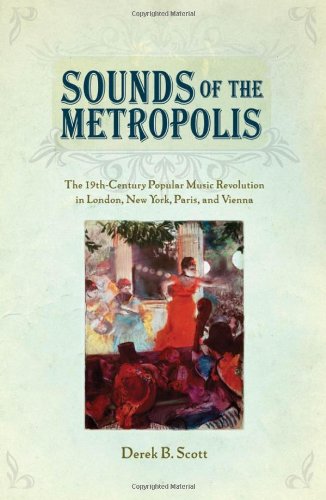 SOUNDS OF THE
METROPOLIS
The 19th-Century Popular Music Revolution
in London, New York, Paris, and Vienna
Derek B. Scott